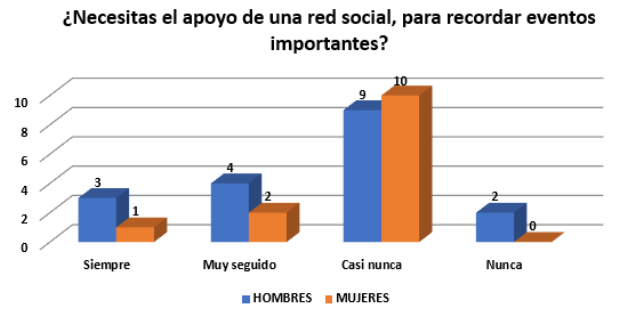 ¿Necesitas el apoyo de una red social, para recordar eventos
importantes?
10
8
6
4
2
0
3
1
4
2
9
10
2
0
Siempre
Muy seguido
Casi nunca
Nunca
HOMBRES
MUJERES